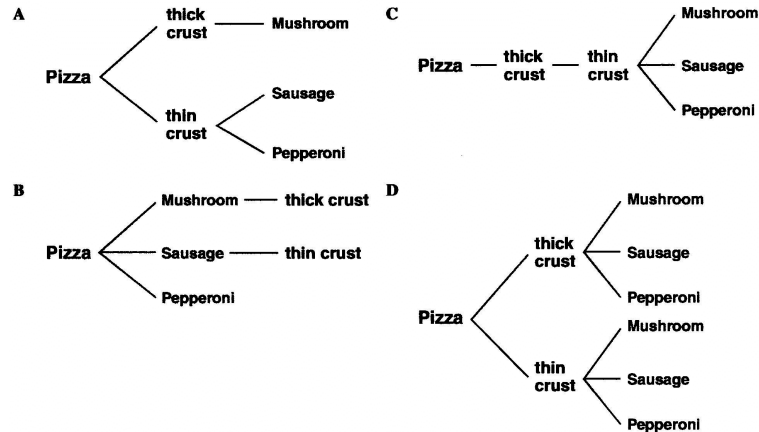 A
thick
crust
Mushroom
Pizza
thin
crust
Sausage
Pepperoni
B
Pizza
Mushroom
thick crust
Sausage
thin crust
Pepperoni
C
Pizza
thick
crust
thin
crust
Mushroom
Sausage
Pepperoni
D
Pizza
thick
crust
Mushroom
Sausage
Pepperoni
thin
crust
Mushroom
Sausage
Pepperoni